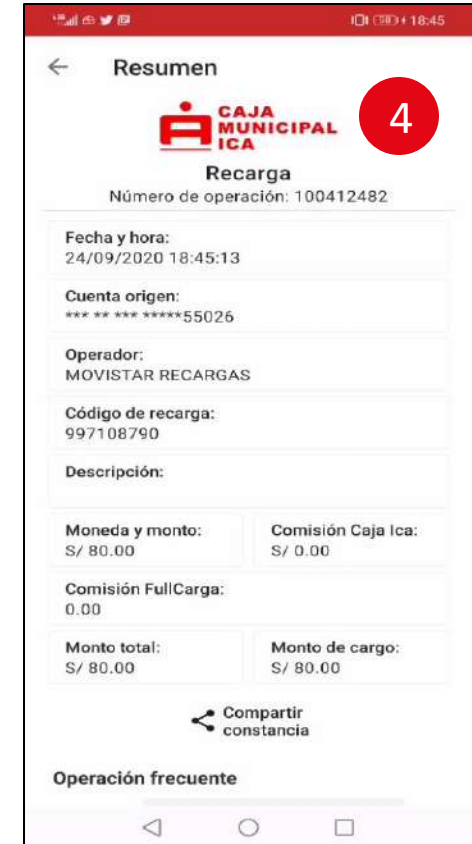 18:45
Resumen
CAJA
MUNICIPAL
ICA
4
Recarga
Número de operación: 100412482
Fecha y hora:
24/09/2020 18:45:13
Cuenta origen:
*** ** *** *****55026
Operador:
MOVISTAR RECARGAS
Código de recarga:
997108790
Descripción:
Moneda y monto:
S/ 80.00
Comisión Caja Ica:
S/ 0.00
Comisión FullCarga:
0.00
Monto total:
S/ 80.00
Monto de cargo:
S/ 80.00
Compartir
constancia
Operación frecuente